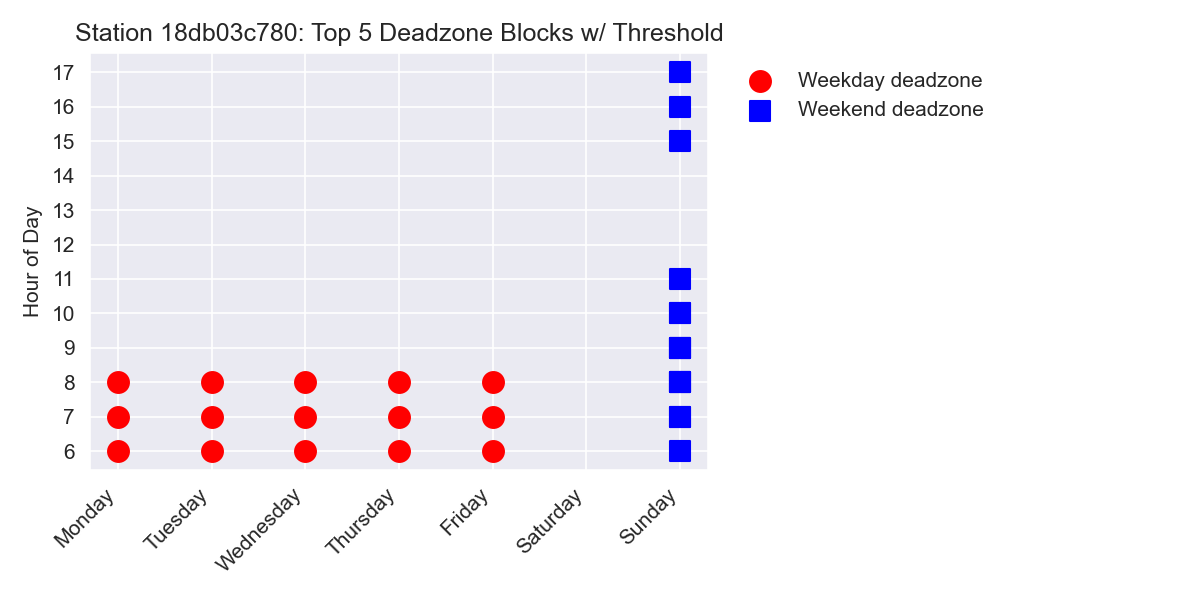 Station 18db03c780: Top 5 Deadzone Blocks w/ Threshold
Weekday deadzone
Weekend deadzone
Hour of Day
17
16
15
14
13
12
11
10
9
8
7
6
Monday
Tuesday
Wednesday
Thursday
Friday
Saturday
Sunday